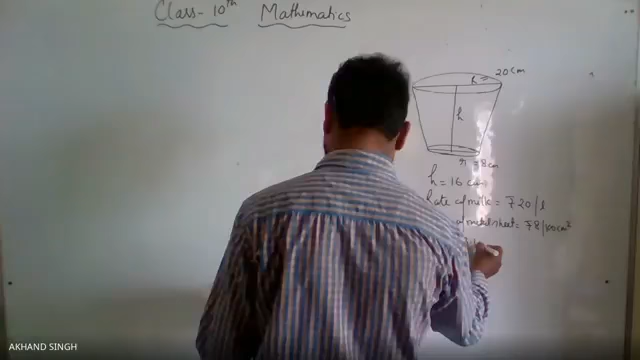 Class- 10th Mathematics
R = 20 cm
h
r = 8 cm
h = 16 cm
Rate of milk = ₹20/l
of metal sheet = ₹8/100cm²
AKHAND SINGH